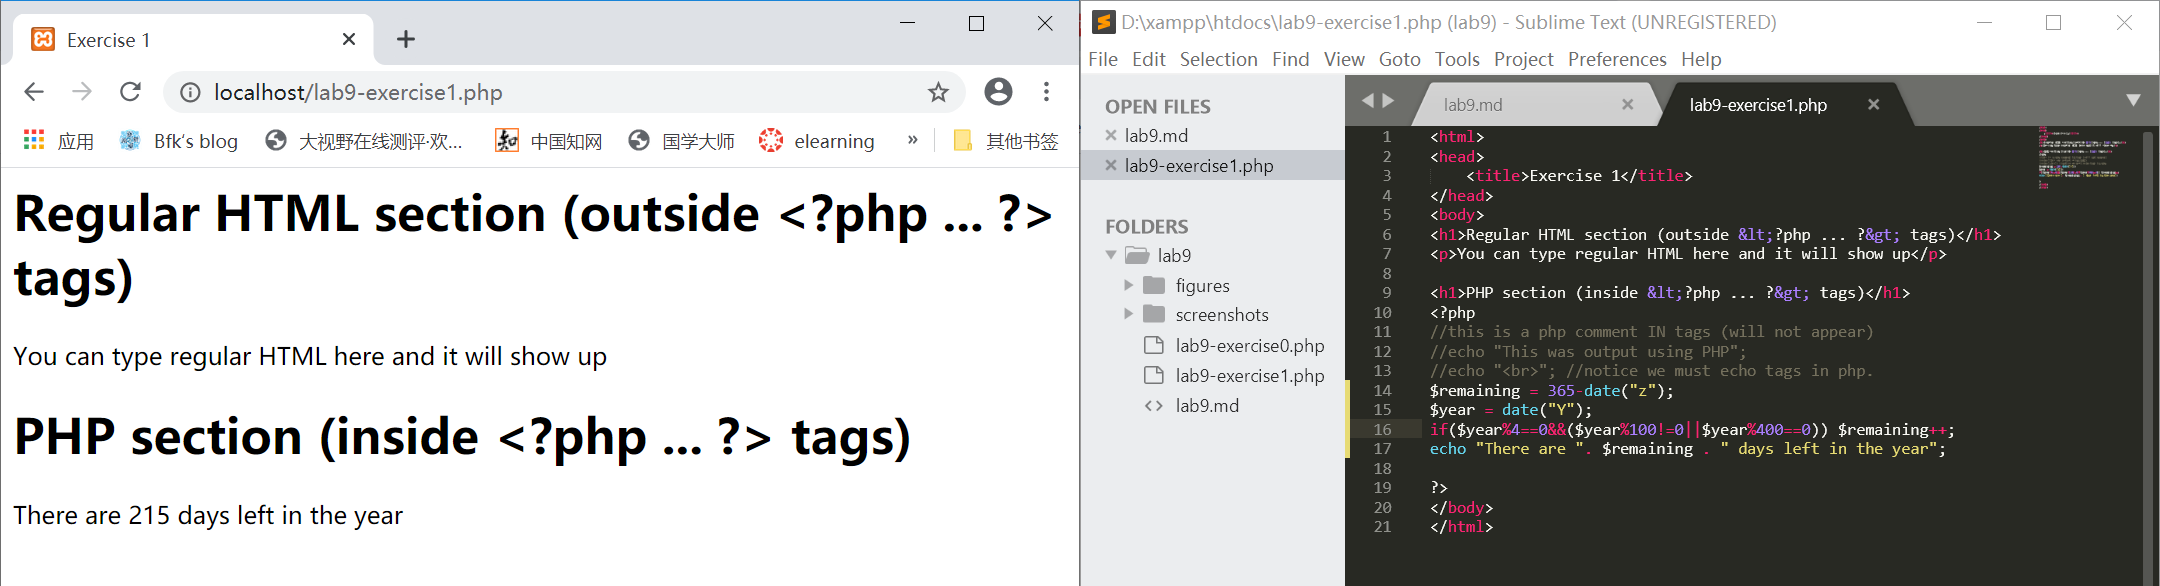 Exercise 1
localhost/lab9-exercise1.php
应用 Bfk's blog 大视野在线测评·欢... 知 中国知网 国学大师 elearning » 其他书签
Regular HTML section (outside <?php ... ?>
tags)
You can type regular HTML here and it will show up
PHP section (inside <?php ... ?> tags)
There are 215 days left in the year
D:\xampp\htdocs\lab9-exercise1.php (lab9) - Sublime Text (UNREGISTERED)
File Edit Selection Find View Goto Tools Project Preferences Help
OPEN FILES
lab9.md
lab9-exercise1.php
FOLDERS
lab9
figures
screenshots
lab9-exercise0.php
lab9-exercise1.php
lab9.md
lab9.md lab9-exercise1.php
1 <html>
2 <head>
3 <title>Exercise 1</title>
4 </head>
5 <body>
6 <h1>Regular HTML section (outside &lt;?php ... ?&gt; tags)</h1>
7 <p>You can type regular HTML here and it will show up</p>
8
9 <h1>PHP section (inside &lt;?php ... ?&gt; tags)</h1>
10 <?php
11 //this is a php comment IN tags (will not appear)
12 //echo "This was output using PHP";
13 //echo "<br>"; //notice we must echo tags in php.
14 $remaining = 365-date("z");
15 $year = date("Y");
16 if($year%4==0&&($year%100!=0||$year%400==0)) $remaining++;
17 echo "There are ". $remaining . " days left in the year";
18
19 ?>
20 </body>
21 </html>